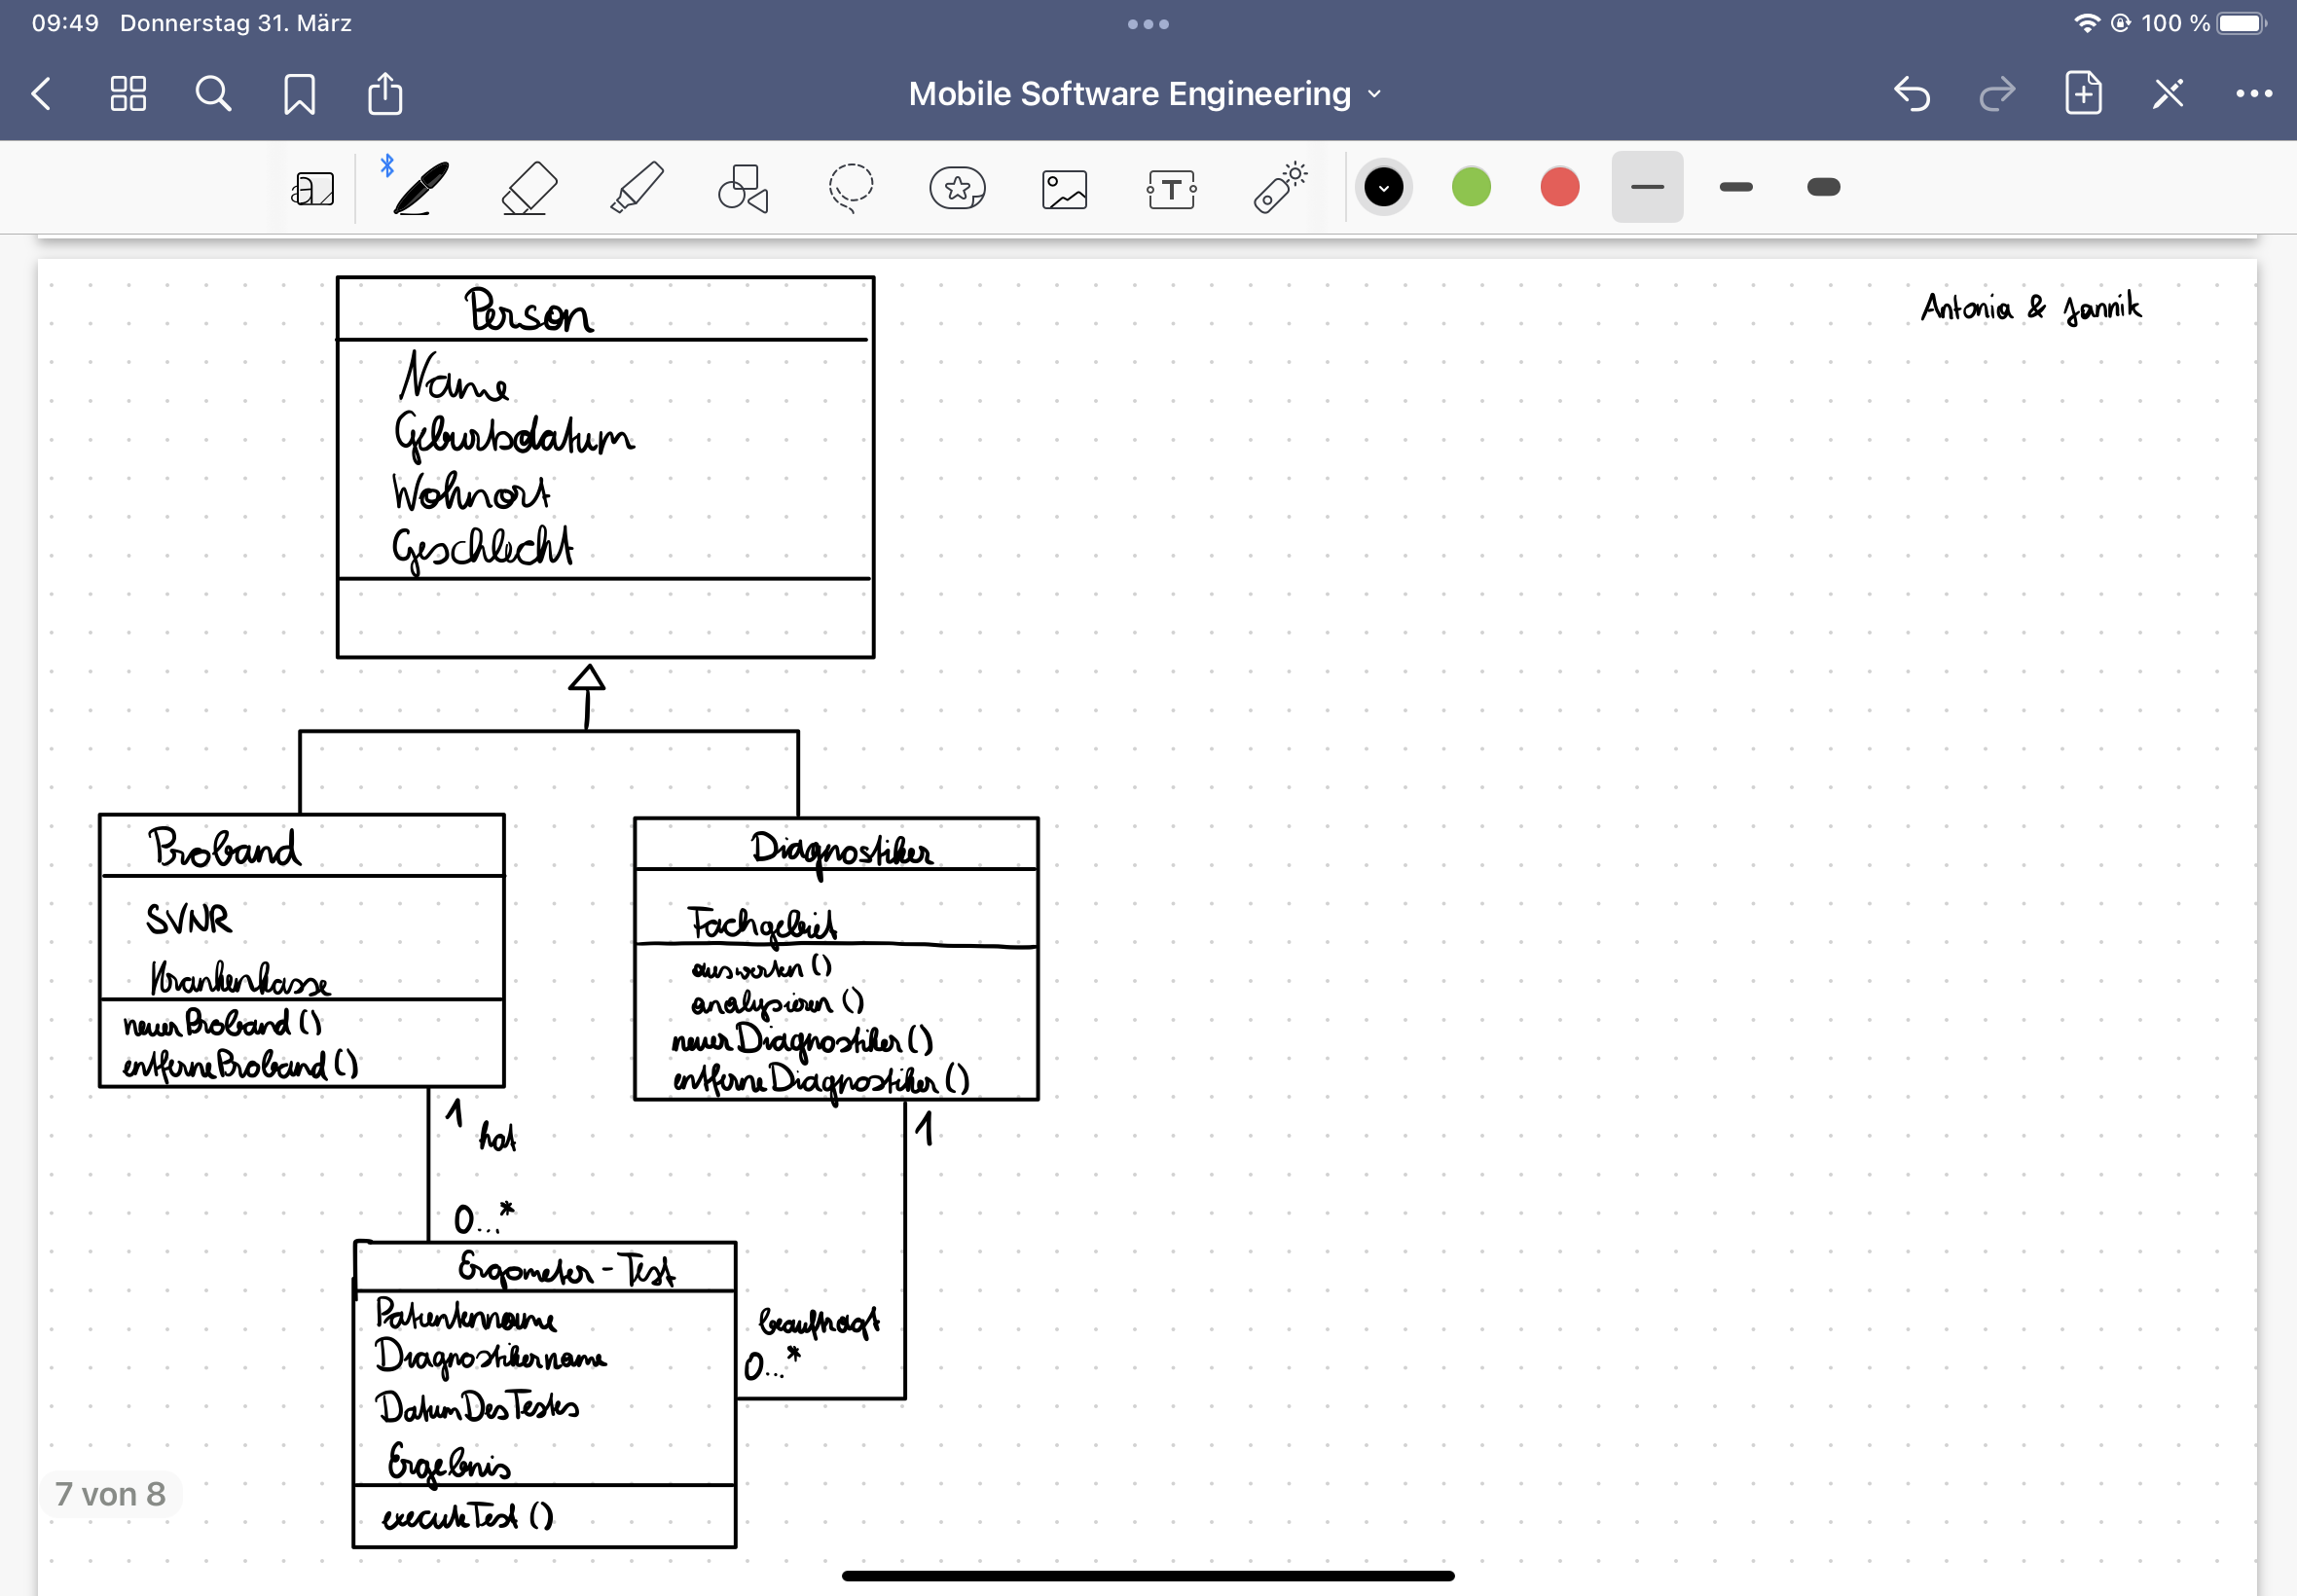 09:49 Donnerstag 31. März
100 %
Mobile Software Engineering
Antonia & Jannik
Person
Name
Geburtsdatum
Wohnort
Geschlecht
Proband
SVNR
Krankenkasse
neuerProband()
entferneProband()
Diagnostiker
Fachgebiet
auswerten()
analysieren()
neuerDiagnostiker()
entferneDiagnostiker()
1
hat
0...*
1
beauftragt
0...*
Ergometer-Test
Patientenname
Diagnostikername
DatumDesTestes
Ergebnis
executeTest()
7 von 8